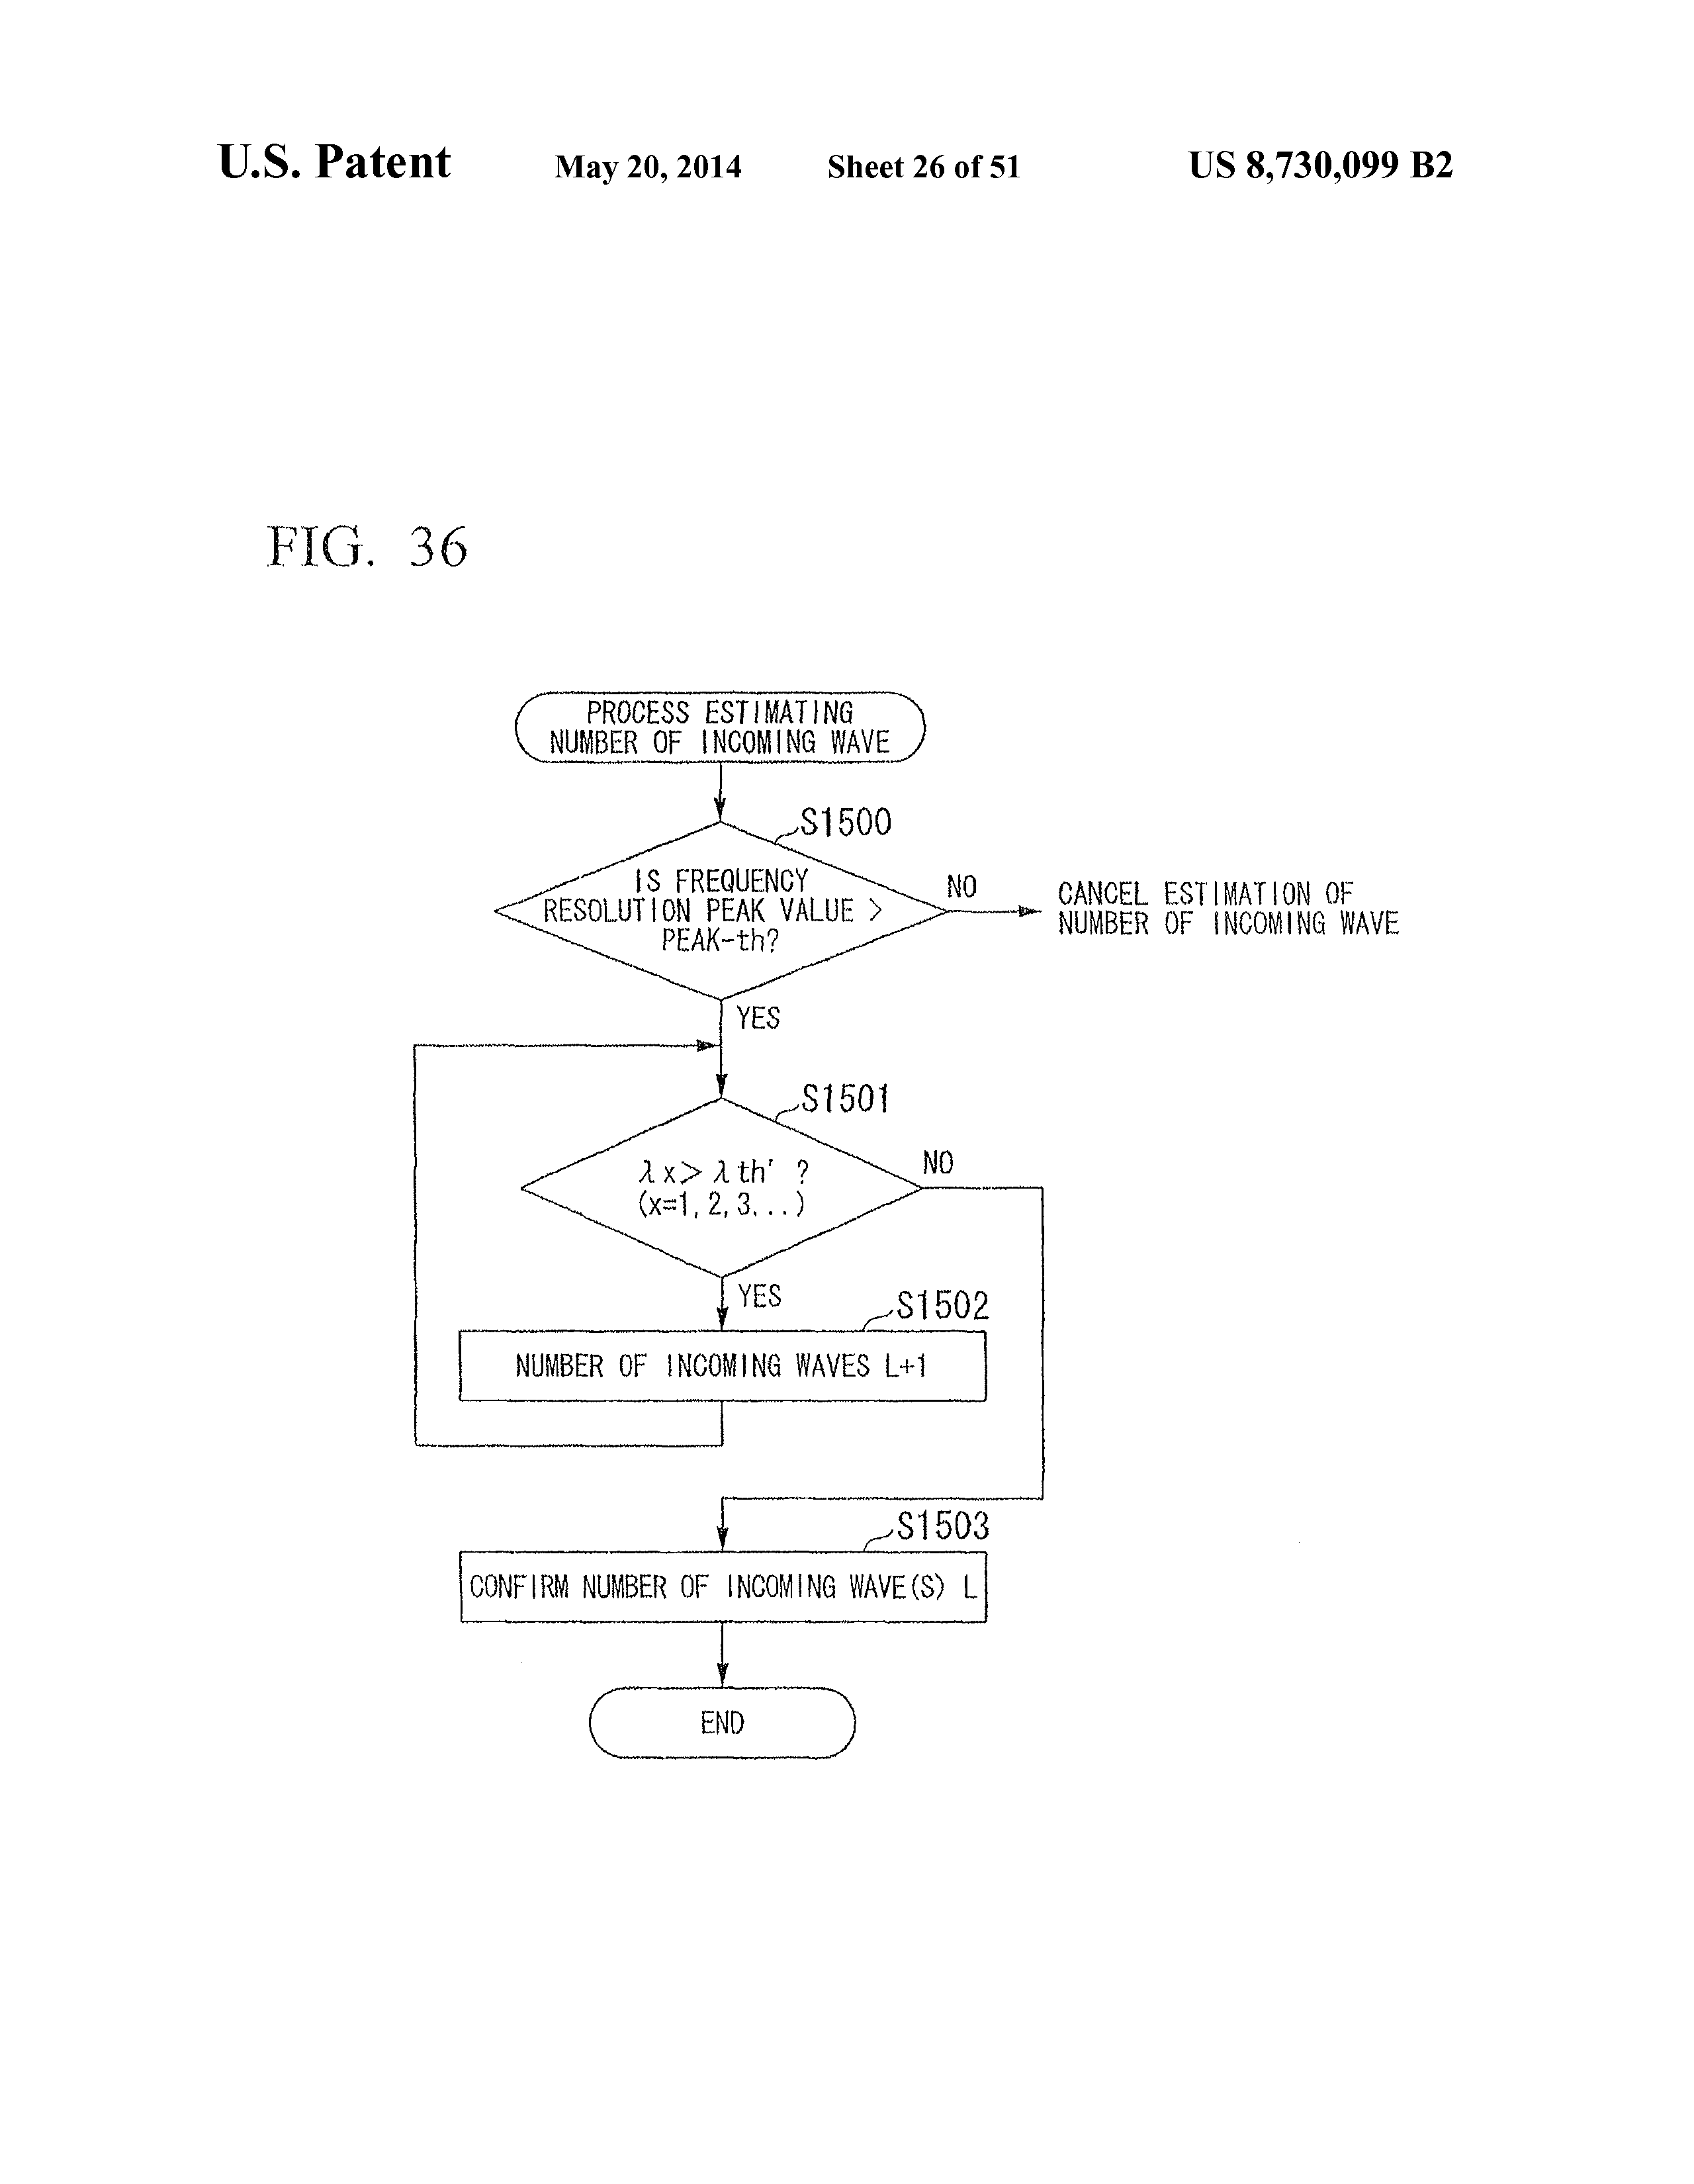 U.S. Patent May 20, 2014 Sheet 26 of 51 US 8,730,099 B2
FIG. 36
PROCESS ESTIMATING
NUMBER OF INCOMING WAVE
S1500
IS FREQUENCY
RESOLUTION PEAK VALUE >
PEAK-th?
NO
CANCEL ESTIMATION OF
NUMBER OF INCOMING WAVE
YES
S1501
λx> λth' ?
(x=1, 2, 3...)
NO
YES
S1502
NUMBER OF INCOMING WAVES L+1
S1503
CONFIRM NUMBER OF INCOMING WAVE(S) L
END